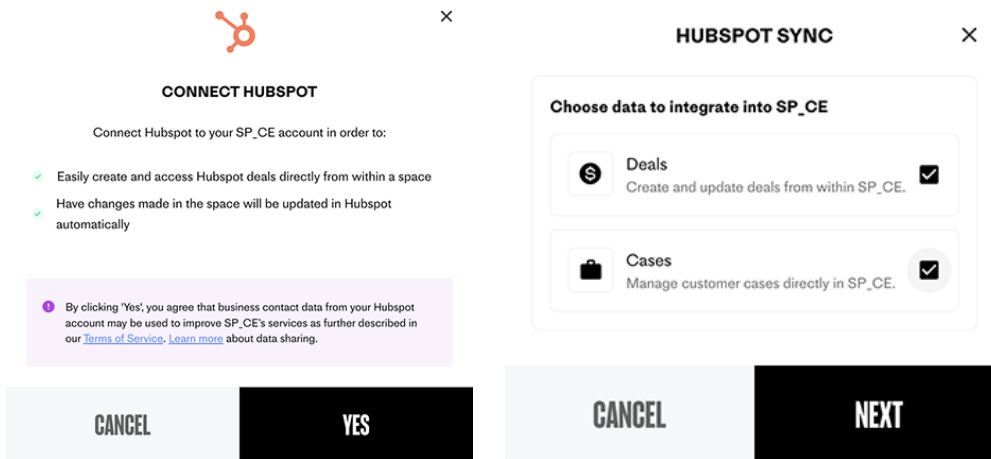 CONNECT HUBSPOT
Connect Hubspot to your SP_CE account in order to:
Easily create and access Hubspot deals directly from within a space
Have changes made in the space will be updated in Hubspot
automatically
By clicking 'Yes', you agree that business contact data from your Hubspot
account may be used to improve SP_CE's services as further described in
our Terms of Service. Learn more about data sharing.
CANCEL
YES
HUBSPOT SYNC
Choose data to integrate into SP_CE
Deals
Create and update deals from within SP_CE.
Cases
Manage customer cases directly in SP_CE.
CANCEL
NEXT